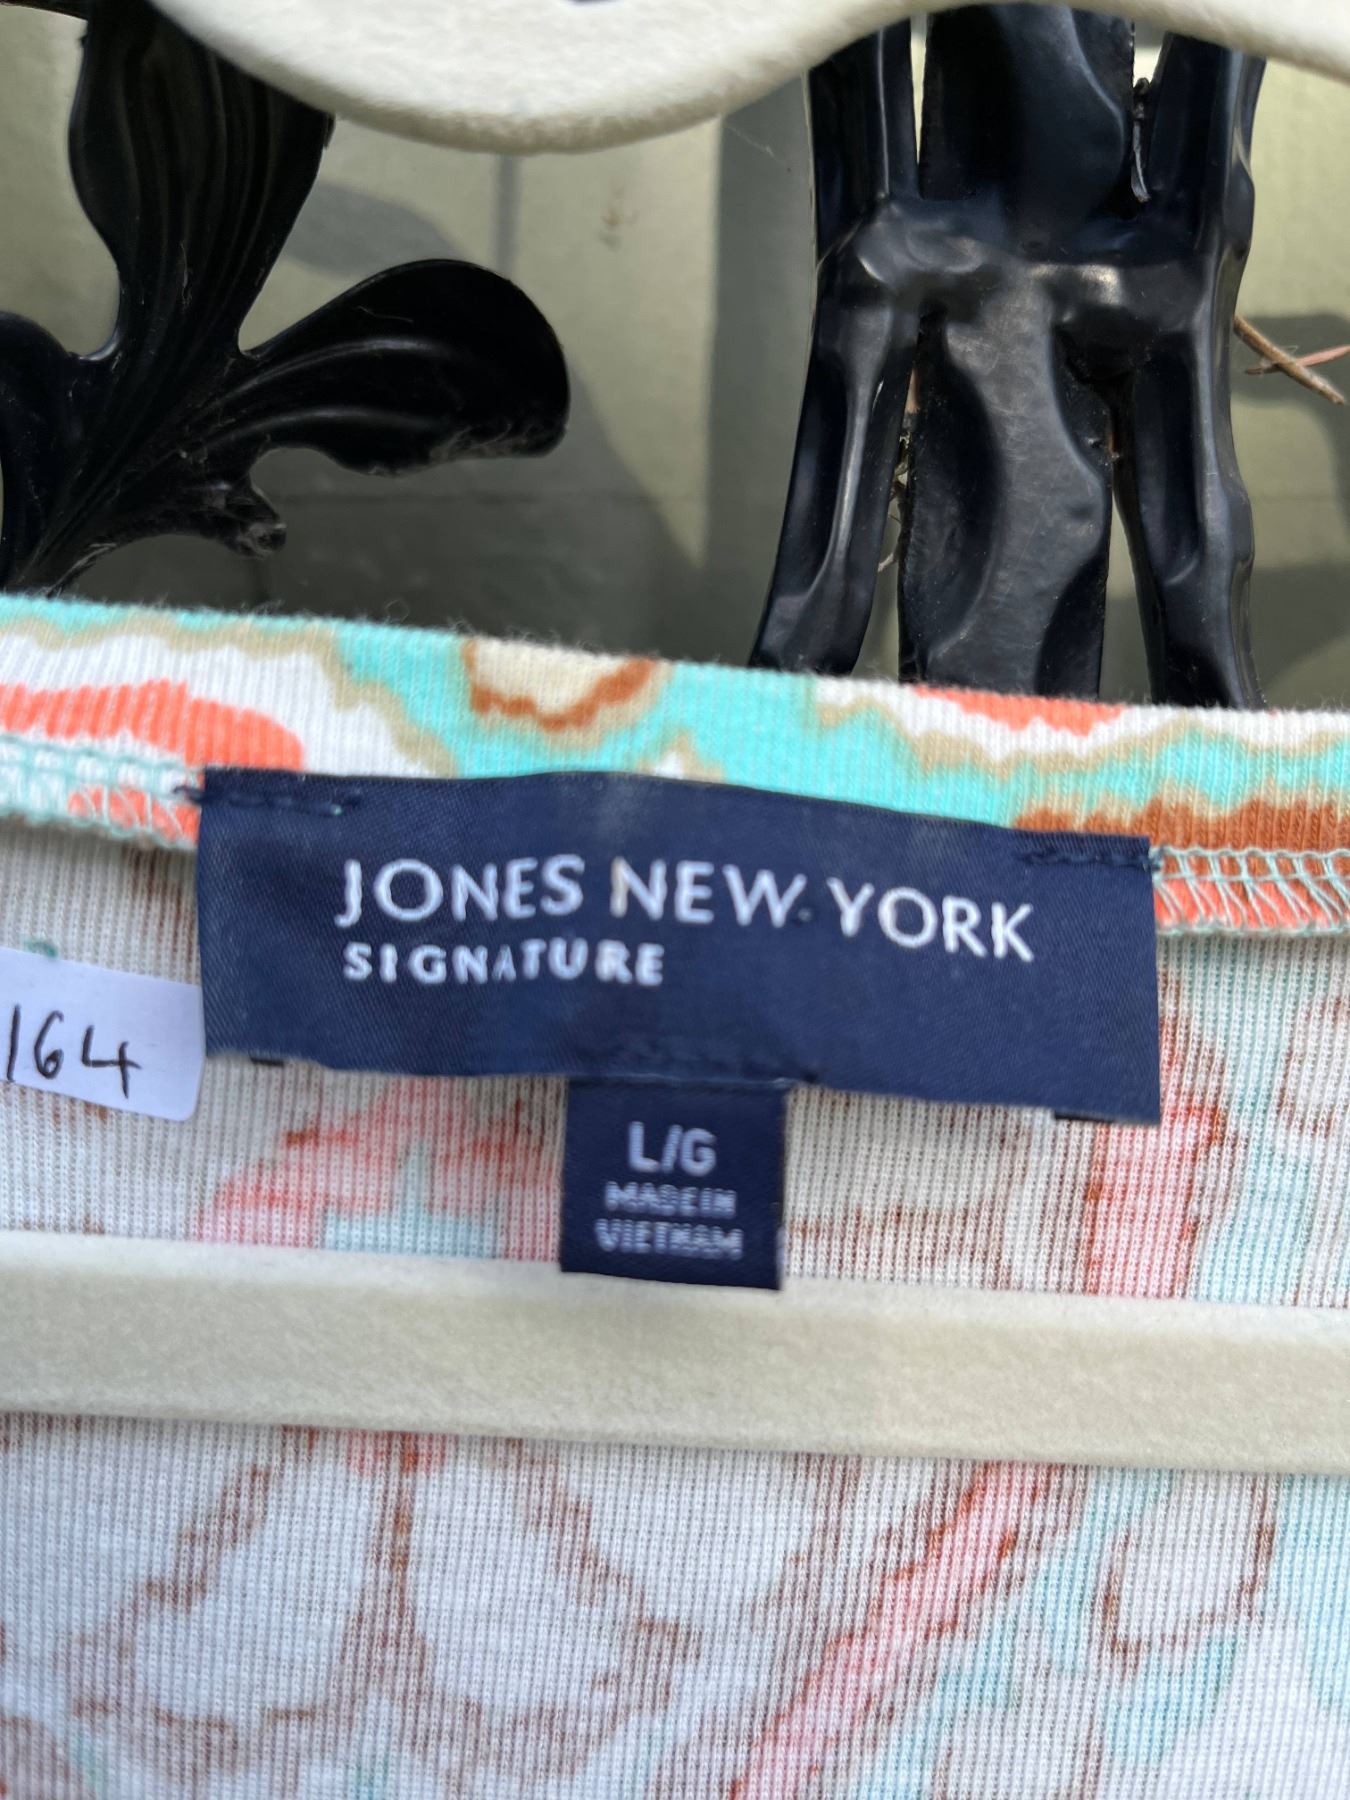 JONES NEW YORK
SIGNATURE
164
L/G
MADE IN
VIETNAM